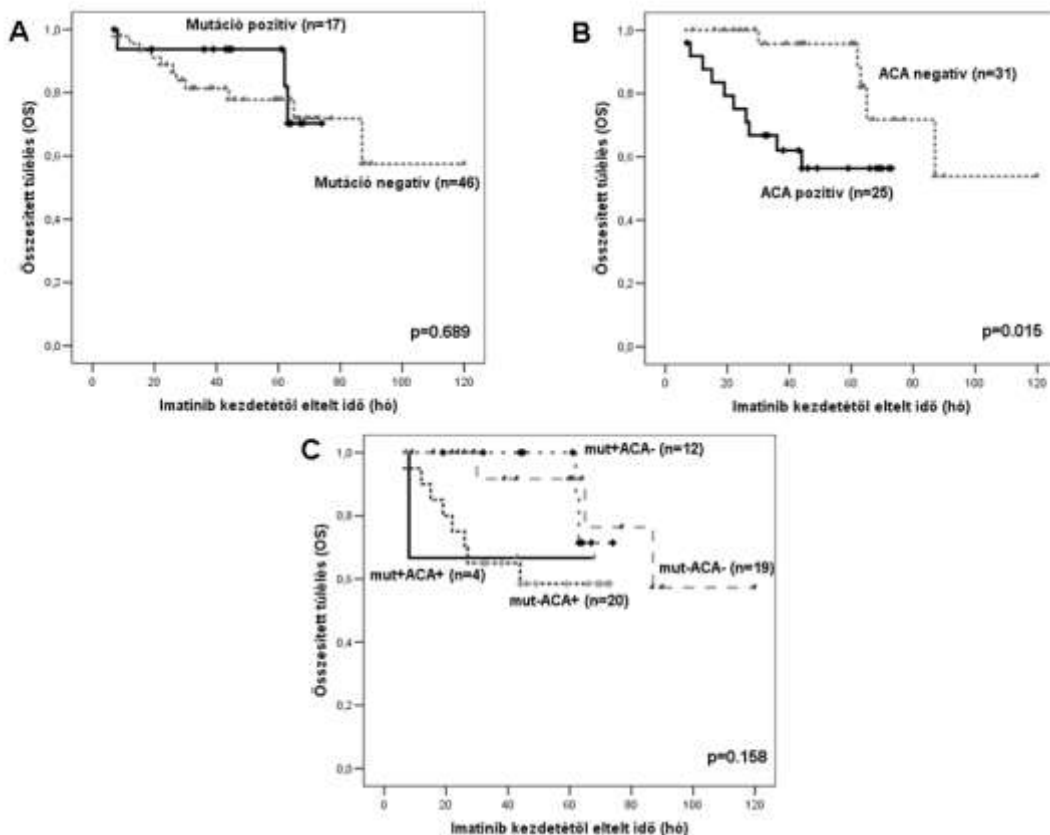 A
Összesített túlélés (OS)
1,0
0,8
0,6
0,4
0,2
0,0
Mutáció pozitív (n=17)
Mutáció negatív (n=46)
p=0.689
0 20 40 60 80 100 120
Imatinib kezdetétől eltelt idő (hó)
B
Összesített túlélés (OS)
1,0
0,8
0,6
0,4
0,2
0,0
ACA negatív (n=31)
ACA pozitív (n=25)
p=0.015
0 20 40 60 80 100 120
Imatinib kezdetétől eltelt idő (hó)
C
Összesített túlélés (OS)
1,0
0,8
0,6
0,4
0,2
0,0
mut+ACA- (n=12)
mut-ACA- (n=19)
mut+ACA+ (n=4)
mut-ACA+ (n=20)
p=0.158
0 20 40 60 80 100 120
Imatinib kezdetétől eltelt idő (hó)